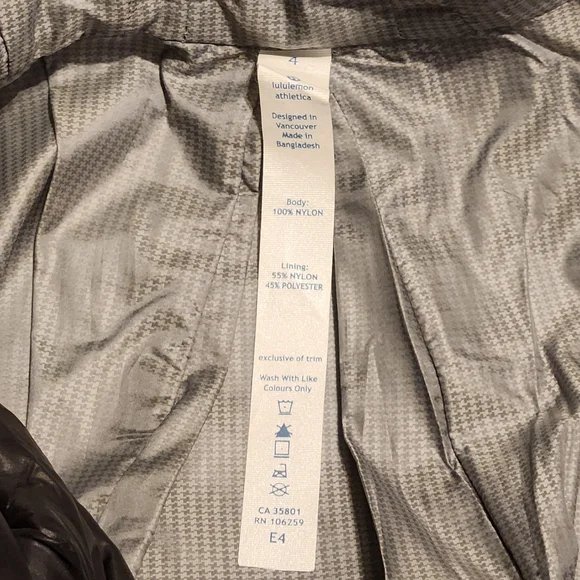 4
lululemon
athletica
Designed in
Vancouver
Made in
Bangladesh
Body:
100% NYLON
Lining:
55% NYLON
45% POLYESTER
exclusive of trim
Wash With Like
Colours Only
CA 35801
RN 106259
E4